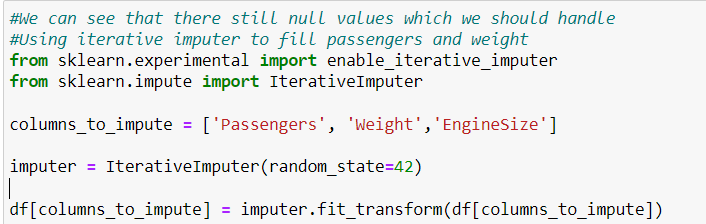 #We can see that there still null values which we should handle
#Using iterative imputer to fill passengers and weight
from sklearn.experimental import enable_iterative_imputer
from sklearn.impute import IterativeImputer
columns_to_impute = ['Passengers', 'Weight','EngineSize']
imputer = IterativeImputer(random_state=42)
df[columns_to_impute] = imputer.fit_transform(df[columns_to_impute])